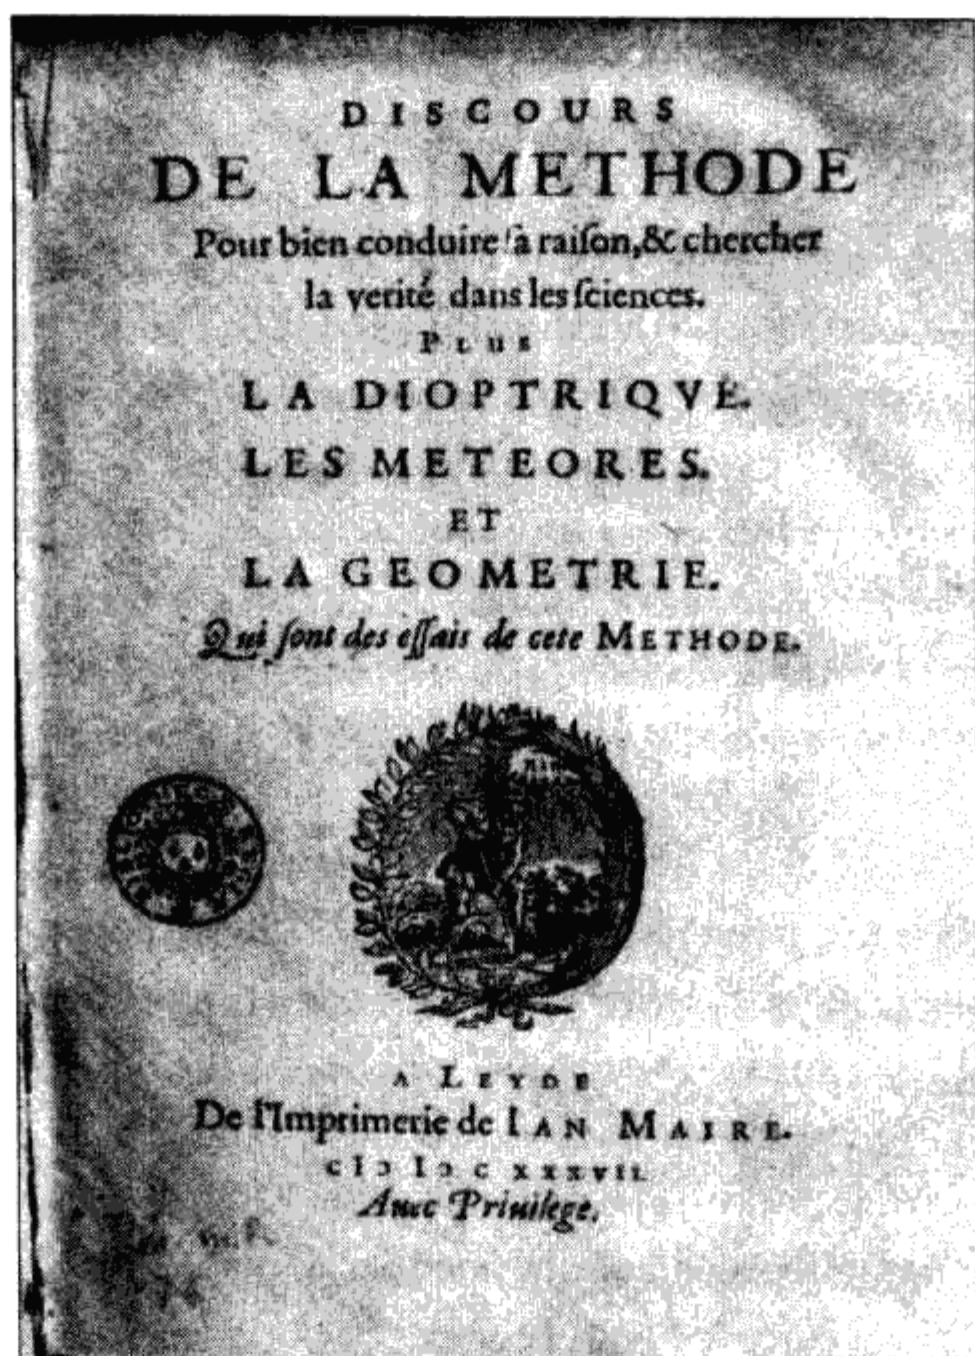 DISCOURS
DE LA METHODE
Pour bien conduire sa raiſon, & chercher
la verité dans les ſciences.
PLUS
LA DIOPTRIQVE.
LES METEORES.
ET
LA GEOMETRIE.
Qui ſont des eſſais de cete METHODE.
A LEYDE
De l'Imprimerie de IAN MAIRE.
CIↃ IↃC XXXVII.
Auec Priuilege.